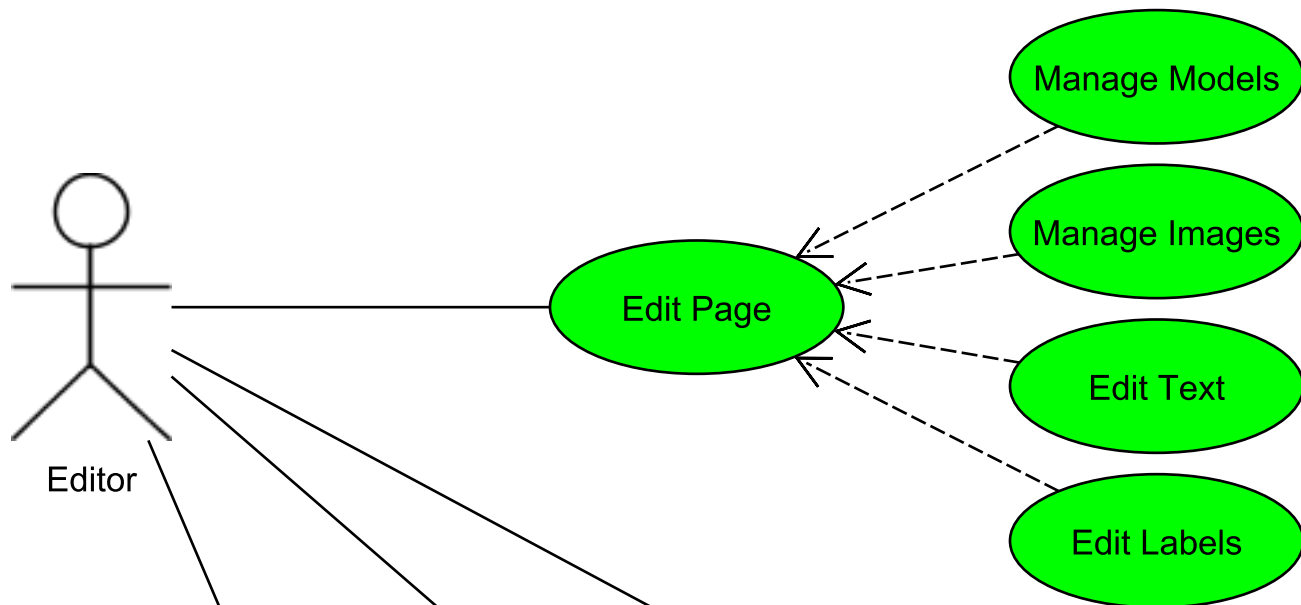 Manage Models
Manage Images
Edit Page
Edit Text
Editor
Edit Labels